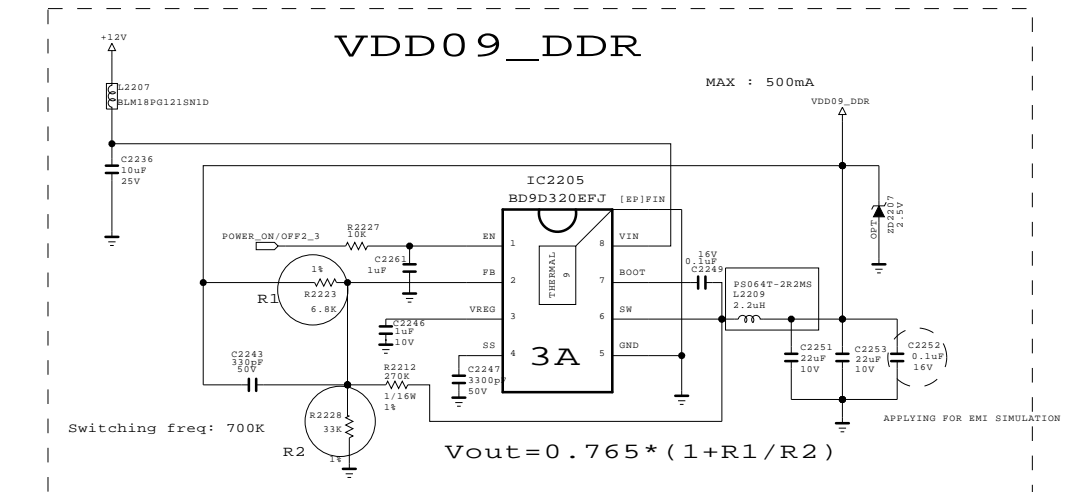 +12V
VDD09_DDR
L2207
BLM18PG121SN1D
MAX : 500mA
VDD09_DDR
C2236
10uF
25V
IC2205
BD9D320EFJ
[EP]FIN
ZD2207
2.5V
OPT
POWER_ON/OFF2_3
R2227
10K
EN
1
8
VIN
C2261
1uF
THERMAL
9
16V
0.1uF
C2249
1%
R2223
6.8K
R1
FB
2
7
BOOT
PS064T-2R2MS
L2209
2.2uH
VREG
3
6
SW
C2246
1uF
10V
SS
4
5
GND
3A
C2243
330pF
50V
R2212
270K
1/16W
1%
C2247
3300pF
50V
C2251
22uF
10V
C2253
22uF
10V
C2252
0.1uF
16V
R2228
33K
1%
R2
Switching freq: 700K
Vout=0.765*(1+R1/R2)
APPLYING FOR EMI SIMULATION